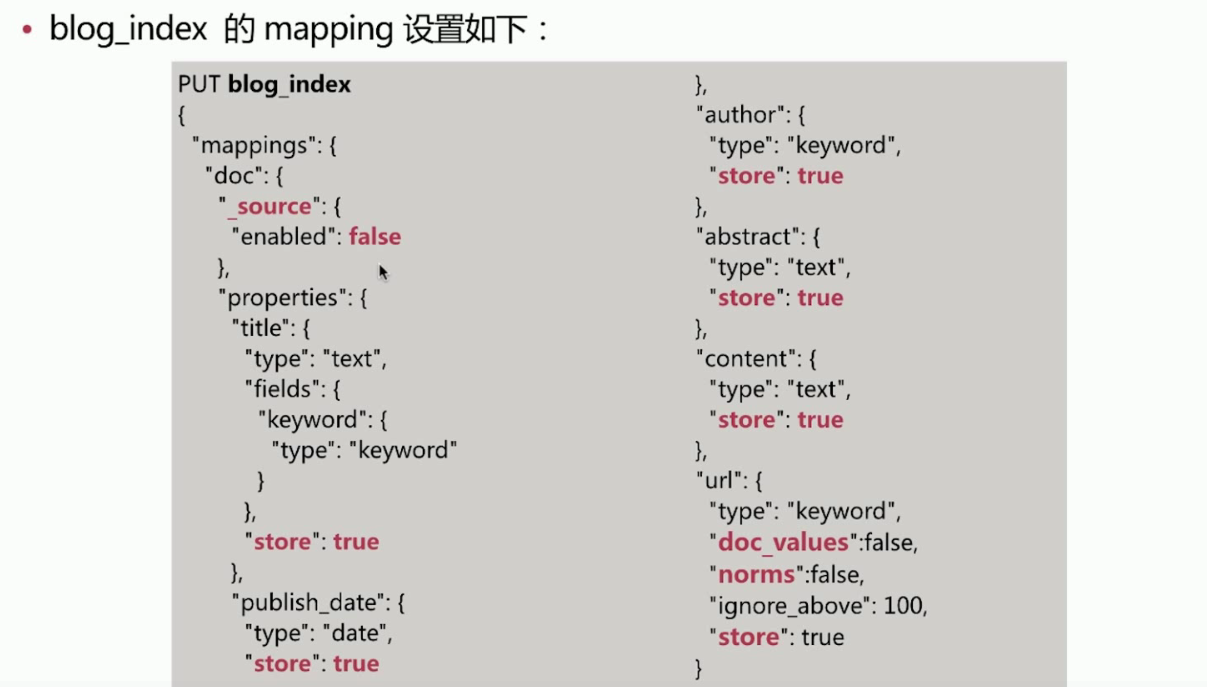 • blog_index 的 mapping 设置如下：
PUT blog_index
{
"mappings": {
"doc": {
"_source": {
"enabled": false
},
"properties": {
"title": {
"type": "text",
"fields": {
"keyword": {
"type": "keyword"
}
},
"store": true
},
"publish_date": {
"type": "date",
"store": true
},
"author": {
"type": "keyword",
"store": true
},
"abstract": {
"type": "text",
"store": true
},
"content": {
"type": "text",
"store": true
},
"url": {
"type": "keyword",
"doc_values":false,
"norms":false,
"ignore_above": 100,
"store": true
}